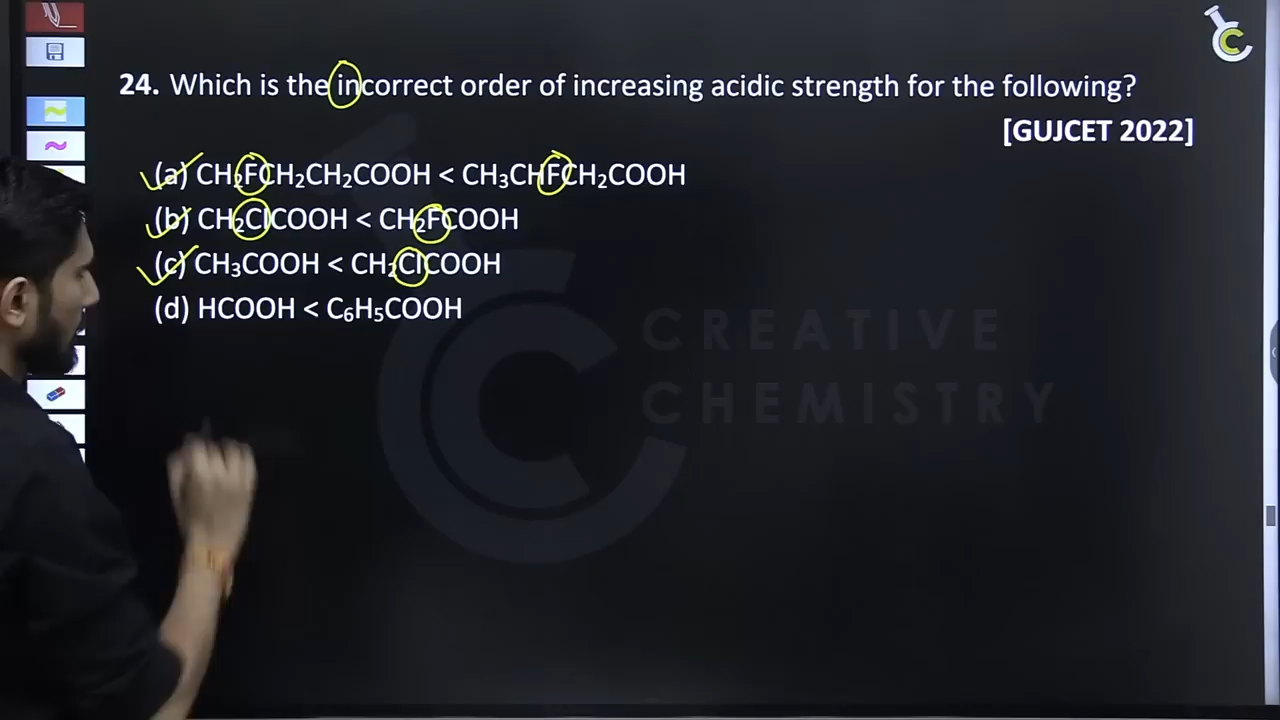 24. Which is the incorrect order of increasing acidic strength for the following?
[GUJCET 2022]
(a) CH₂FCH₂CH₂COOH < CH₃CHFCH₂COOH
(b) CH₂ClCOOH < CH₂FCOOH
(c) CH₃COOH < CH₂ClCOOH
(d) HCOOH < C₆H₅COOH
CREATIVE
CHEMISTRY